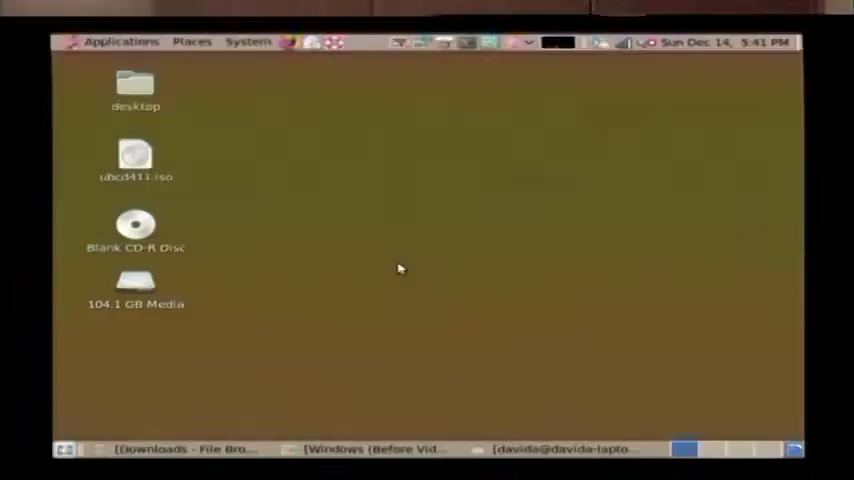 Applications Places System Sun Dec 14, 5:41 PM
desktop
ubcd411.iso
Blank CD-R Disc
104.1 GB Media
[Downloads - File Bro... [Windows (Before Vid... [davida@davida-lapto...